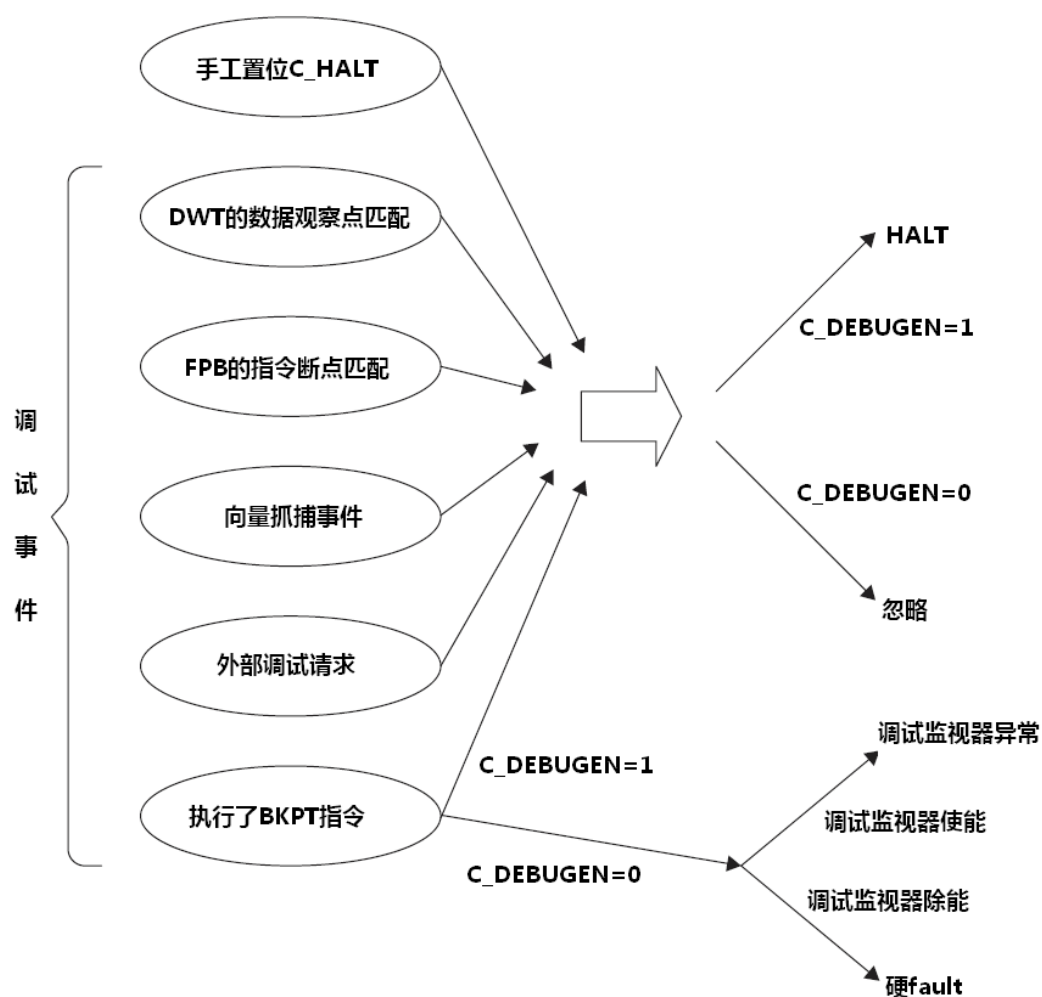 手工置位C_HALT
DWT的数据观察点匹配
HALT
C_DEBUGEN=1
FPB的指令断点匹配
调试事件
C_DEBUGEN=0
向量抓捕事件
忽略
外部调试请求
调试监视器异常
C_DEBUGEN=1
执行了BKPT指令
调试监视器使能
C_DEBUGEN=0
调试监视器除能
硬fault